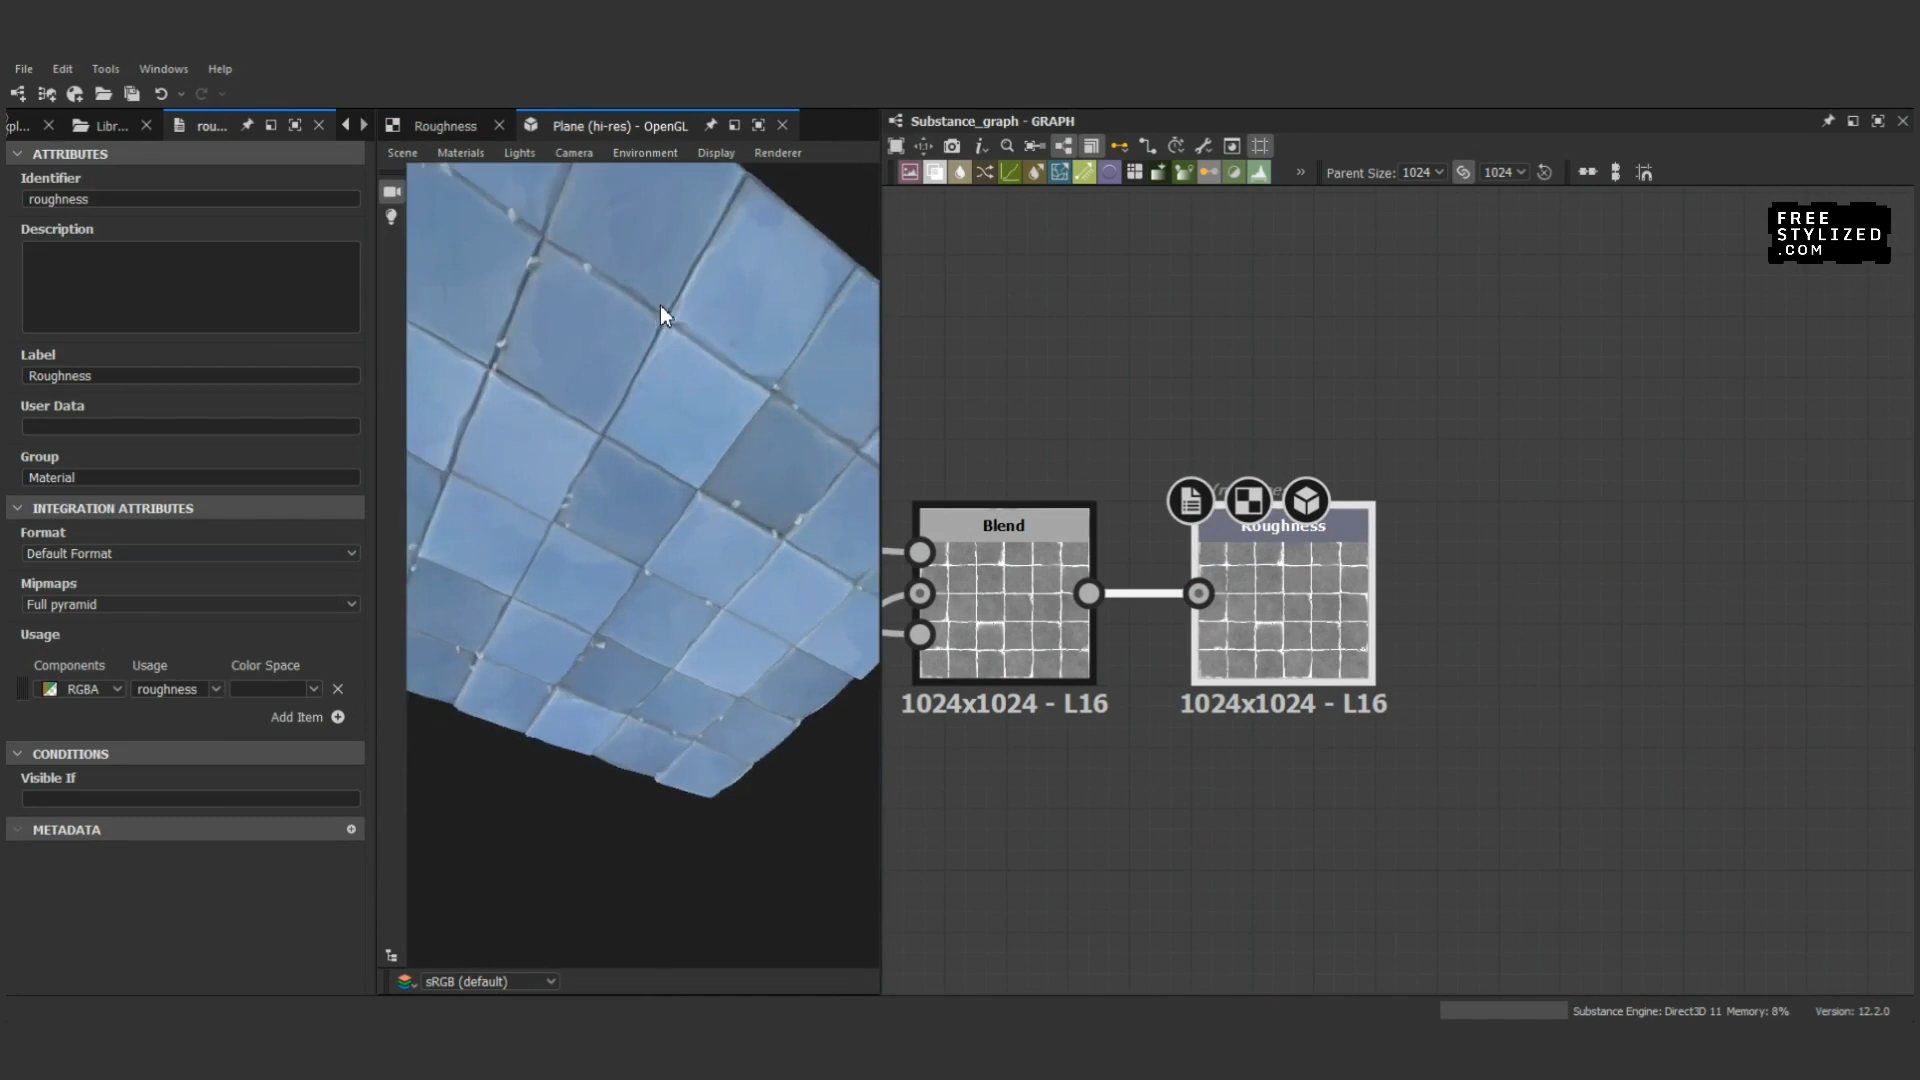 File Edit Tools Windows Help
pl... Libr... rou...
Roughness Plane (hi-res) - OpenGL
Substance_graph - GRAPH
Scene Materials Lights Camera Environment Display Renderer
Parent Size: 1024 1024
ATTRIBUTES
Identifier
roughness
Description
Label
Roughness
User Data
Group
Material
INTEGRATION ATTRIBUTES
Format
Default Format
Mipmaps
Full pyramid
Usage
Components Usage Color Space
RGBA roughness
Add Item
CONDITIONS
Visible If
METADATA
sRGB (default)
FREE
STYLIZED
.COM
Blend
1024x1024 - L16
Roughness
1024x1024 - L16
Substance Engine: Direct3D 11 Memory: 8% Version: 12.2.0